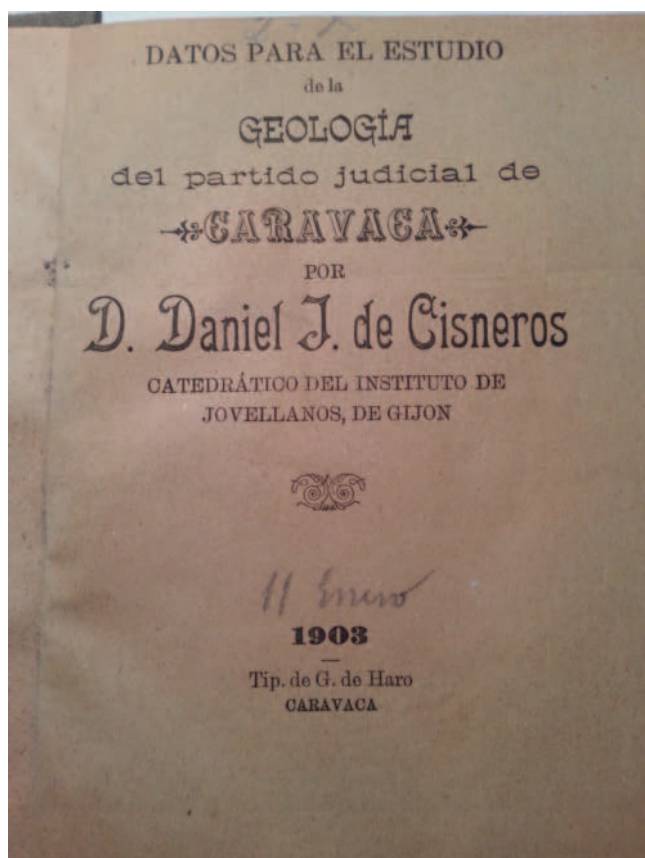 DATOS PARA EL ESTUDIO
de la
GEOLOGÍA
del partido judicial de
CARAVACA
POR
D. Daniel J. de Cisneros
CATEDRÁTICO DEL INSTITUTO DE
JOVELLANOS, DE GIJON
11 Enero
1903
Tip. de G. de Haro
CARAVACA